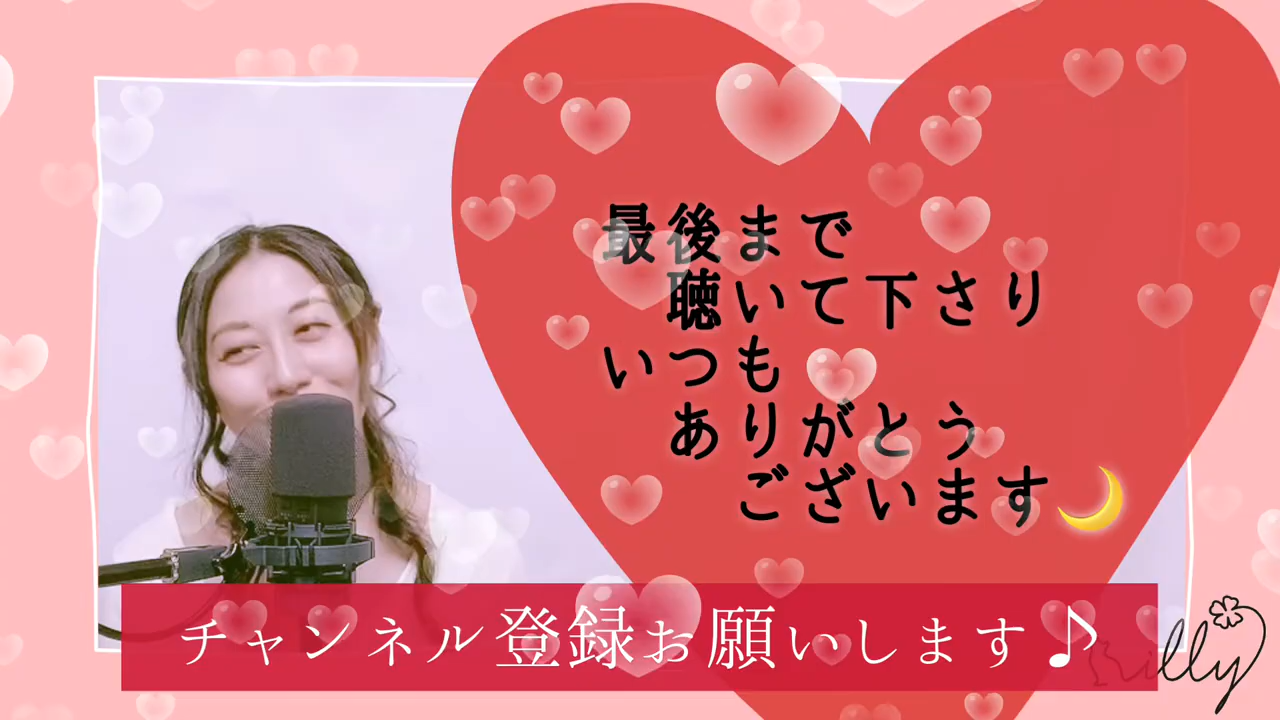 最後まで
聴いて下さり
いつも
ありがとう
ございます🌙
チャンネル登録お願いします♪